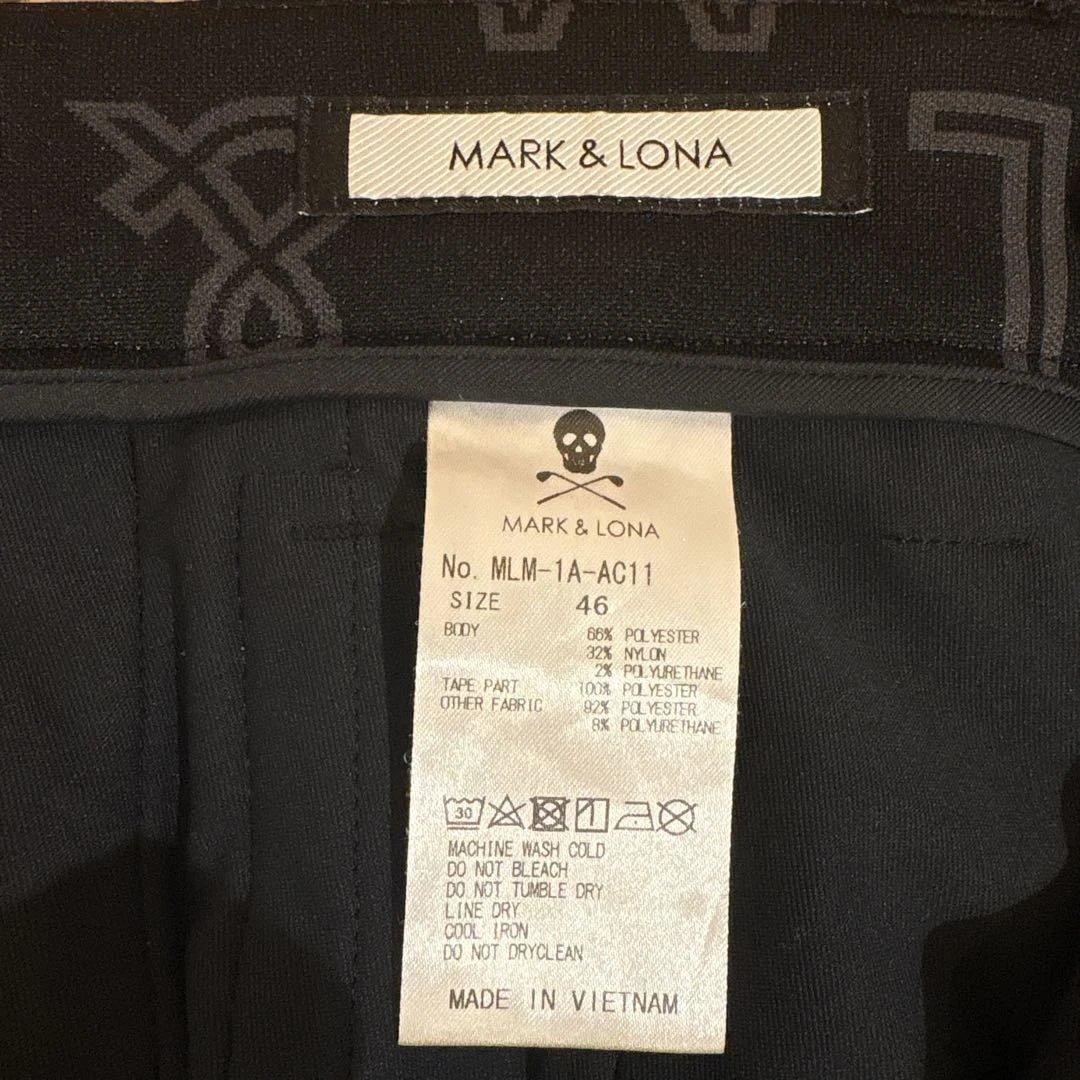 MARK & LONA
MARK & LONA
No. MLM-1A-AC11
SIZE 46
BODY 66% POLYESTER
32% NYLON
2% POLYURETHANE
TAPE PART 100% POLYESTER
OTHER FABRIC 92% POLYESTER
8% POLYURETHANE
30
MACHINE WASH COLD
DO NOT BLEACH
DO NOT TUMBLE DRY
LINE DRY
COOL IRON
DO NOT DRYCLEAN
MADE IN VIETNAM